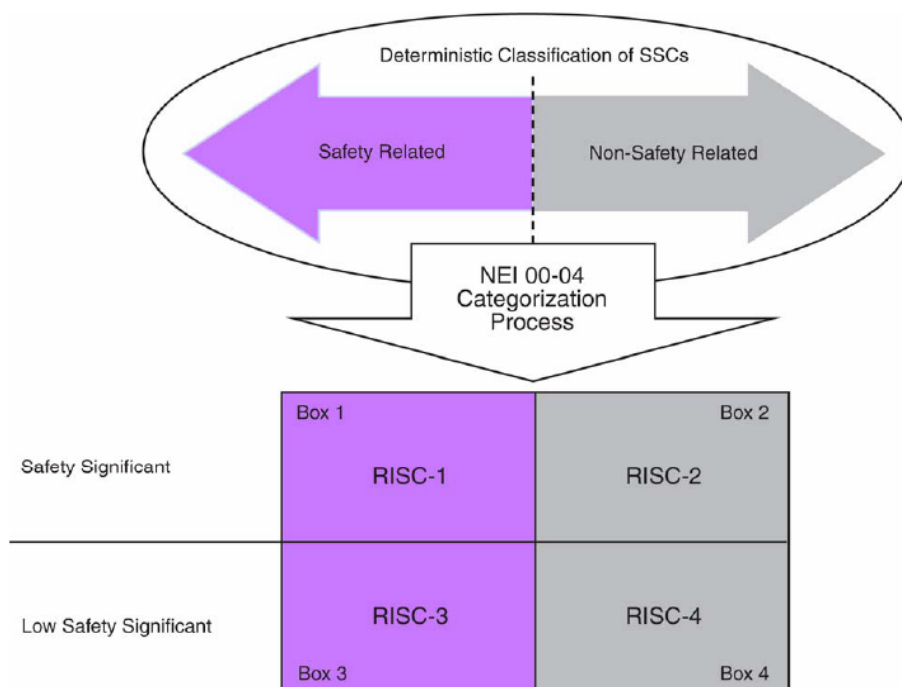 Deterministic Classification of SSCs
Safety Related
Non-Safety Related
NEI 00-04
Categorization
Process
Box 1
Box 2
Safety Significant
RISC-1
RISC-2
Low Safety Significant
RISC-3
RISC-4
Box 3
Box 4